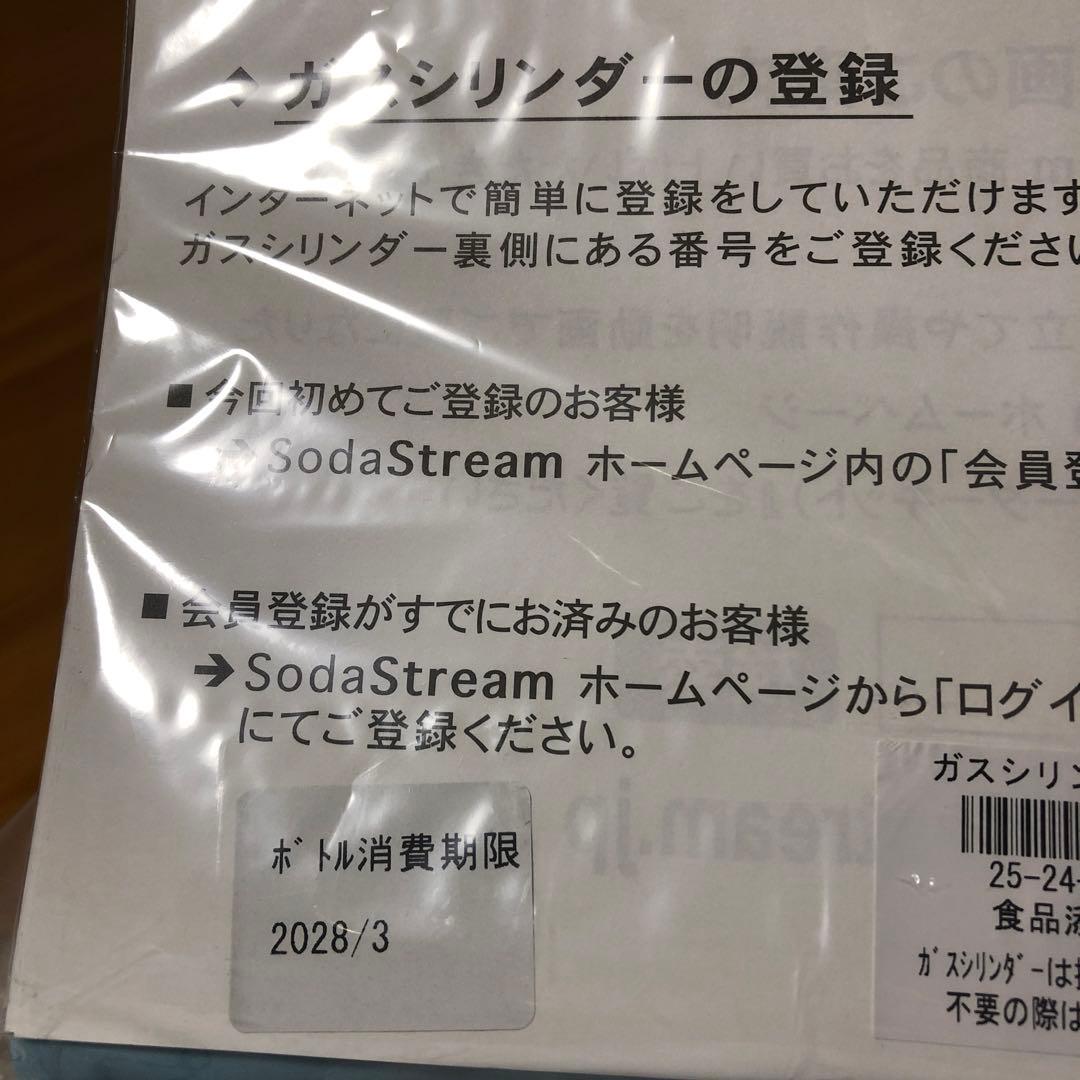 ◆ ガスシリンダーの登録
インターネットで簡単に登録をしていただけます
ガスシリンダー裏側にある番号をご登録ください
■ 今回初めてご登録のお客様
➔ SodaStream ホームページ内の「会員登
■ 会員登録がすでにお済みのお客様
➔ SodaStream ホームページから「ログイ
にてご登録ください。
ﾎﾞﾄﾙ消費期限
2028/3
ガスシリン
25-24-
食品添
ｶﾞｽｼﾘﾝﾀﾞｰは
不要の際は